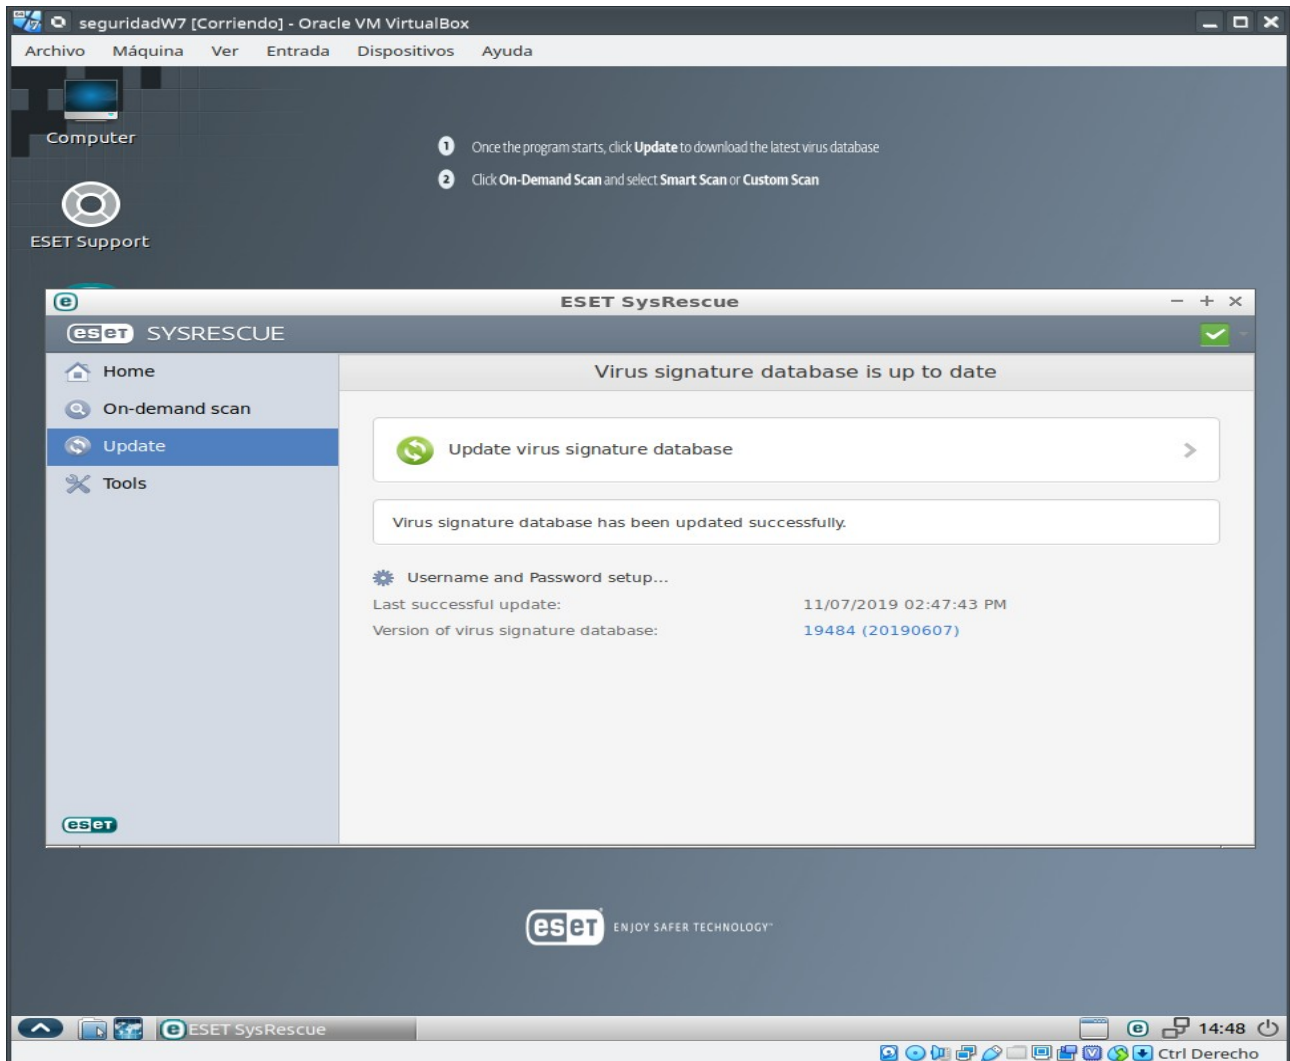 seguridadW7 [Corriendo] - Oracle VM VirtualBox
Archivo Máquina Ver Entrada Dispositivos Ayuda
Computer
1 Once the program starts, click Update to download the latest virus database
2 Click On-Demand Scan and select Smart Scan or Custom Scan
ESET Support
ESET SysRescue
eset SYSRESCUE
Home
Virus signature database is up to date
On-demand scan
Update
Update virus signature database
Tools
Virus signature database has been updated successfully.
Username and Password setup...
Last successful update: 11/07/2019 02:47:43 PM
Version of virus signature database: 19484 (20190607)
eset
eset ENJOY SAFER TECHNOLOGY™
ESET SysRescue
14:48
Ctrl Derecho